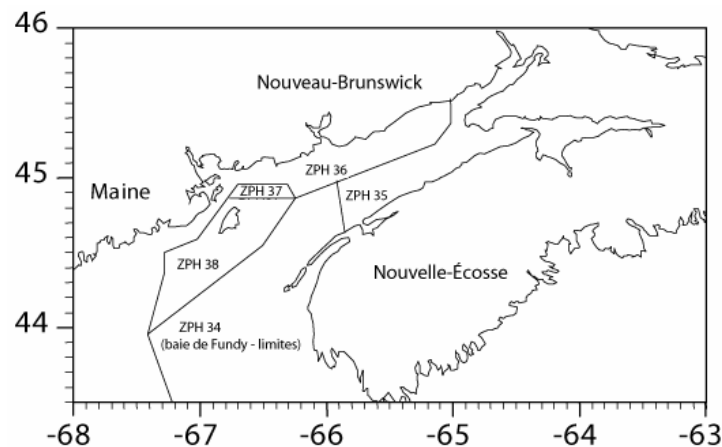 46
Nouveau-Brunswick
ZPH 36
45
Maine
ZPH 37
ZPH 35
ZPH 38
Nouvelle-Écosse
44
ZPH 34
(baie de Fundy - limites)
-68 -67 -66 -65 -64 -63